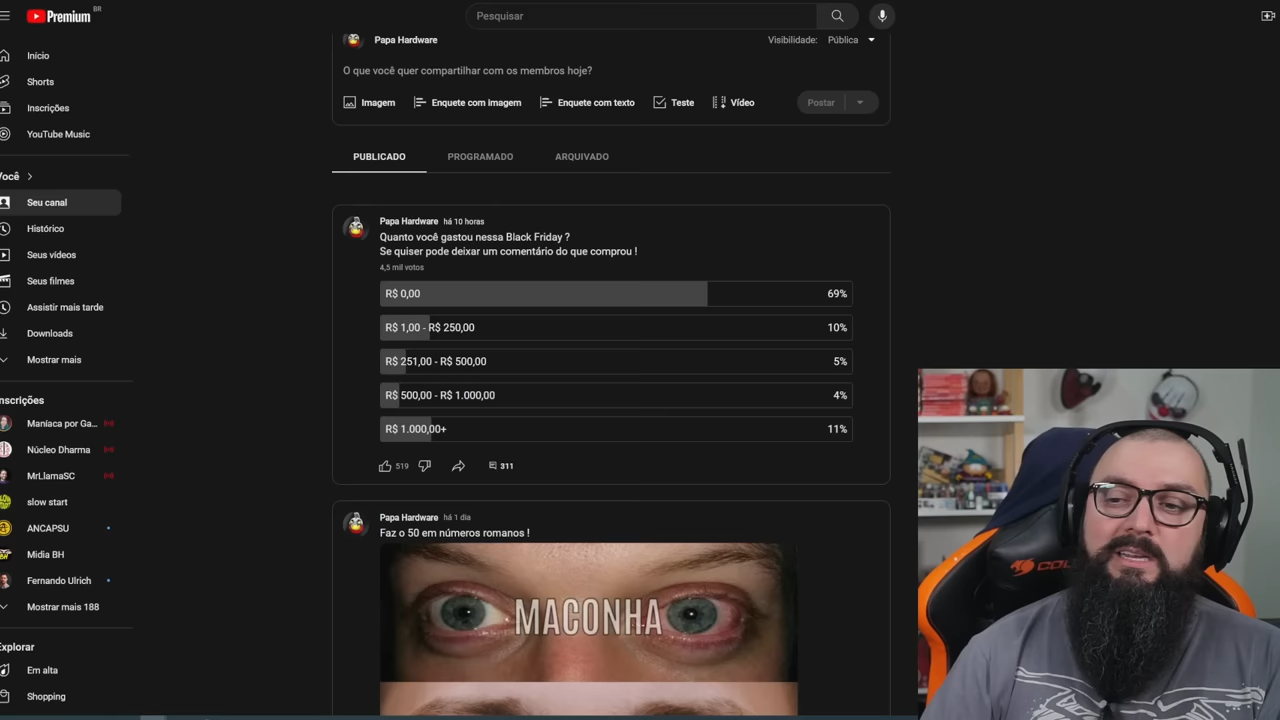 Premium BR
Pesquisar
Início
Shorts
Inscrições
YouTube Music
Você
Seu canal
Histórico
Seus vídeos
Seus filmes
Assistir mais tarde
Downloads
Mostrar mais
nscrições
Maníaca por Ga...
Núcleo Dharma
MrLlamaSC
slow start
ANCAPSU
Midia BH
Fernando Ulrich
Mostrar mais 188
Explorar
Em alta
Shopping
Papa Hardware
Visibilidade: Pública
O que você quer compartilhar com os membros hoje?
Imagem Enquete com imagem Enquete com texto Teste Vídeo Postar
PUBLICADO PROGRAMADO ARQUIVADO
Papa Hardware há 10 horas
Quanto você gastou nessa Black Friday ?
Se quiser pode deixar um comentário do que comprou !
4,5 mil votos
R$ 0,00 69%
R$ 1,00 - R$ 250,00 10%
R$ 251,00 - R$ 500,00 5%
R$ 500,00 - R$ 1.000,00 4%
R$ 1.000,00+ 11%
519 311
Papa Hardware há 1 dia
Faz o 50 em números romanos !
MACONHA